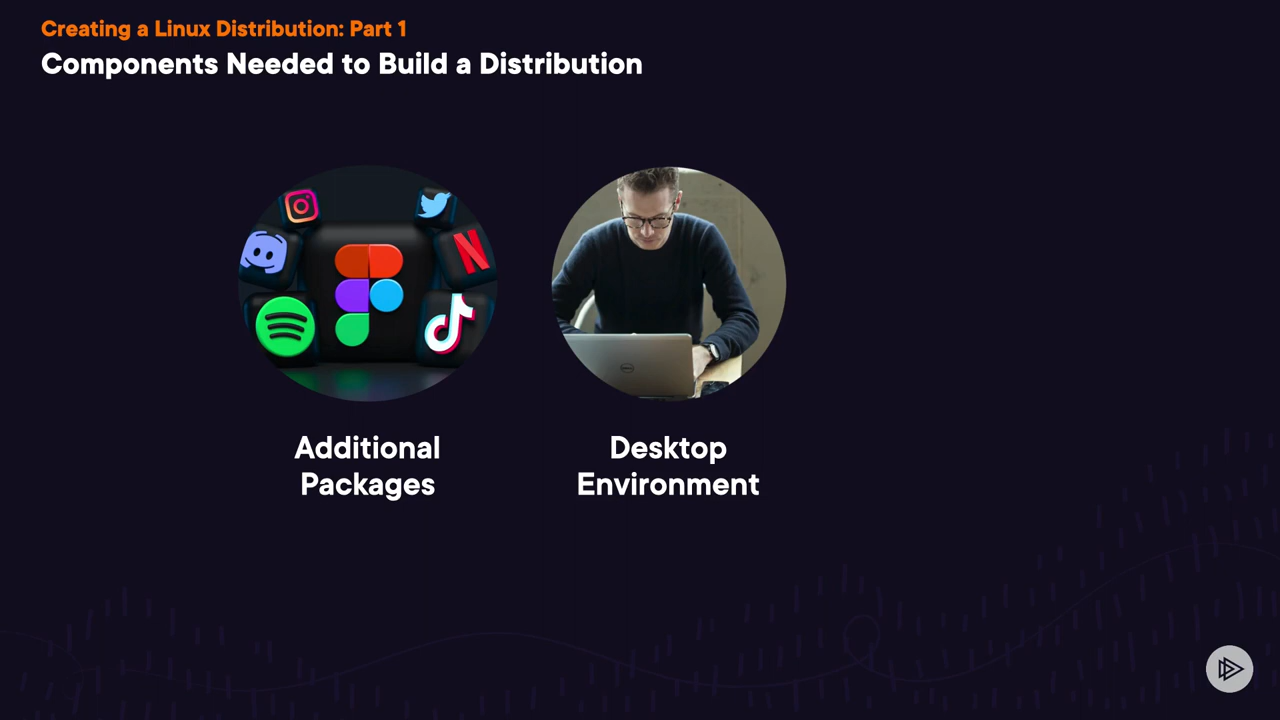 Creating a Linux Distribution: Part 1
Components Needed to Build a Distribution
Additional
Packages
Desktop
Environment